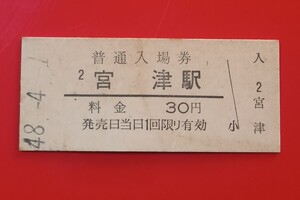 普通入場券
2 宮津駅
料金 30円
発売日当日1回限り有効
小
入
2
宮
津
48.-4.